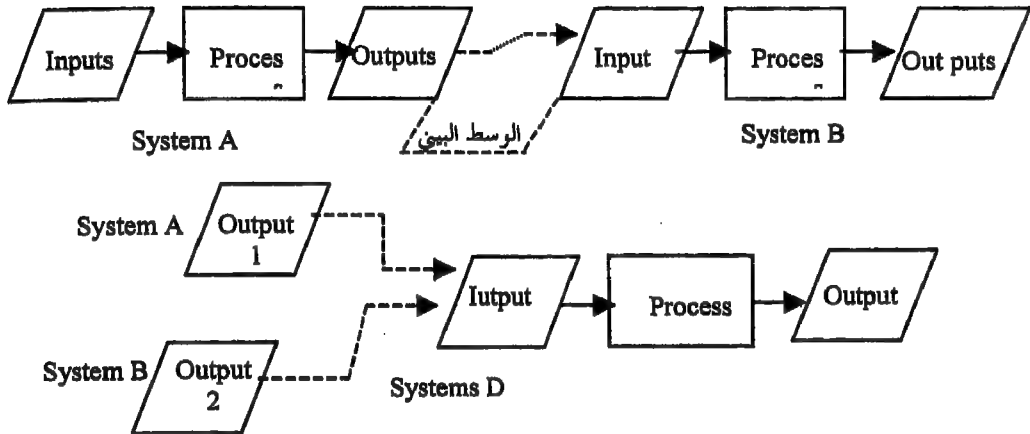 Inputs
Proces
Outputs
Input
Proces
Out puts
الوسط البيني
System A
System B
System A
Output
1
Iutput
Process
Output
System B
Output
2
Systems D